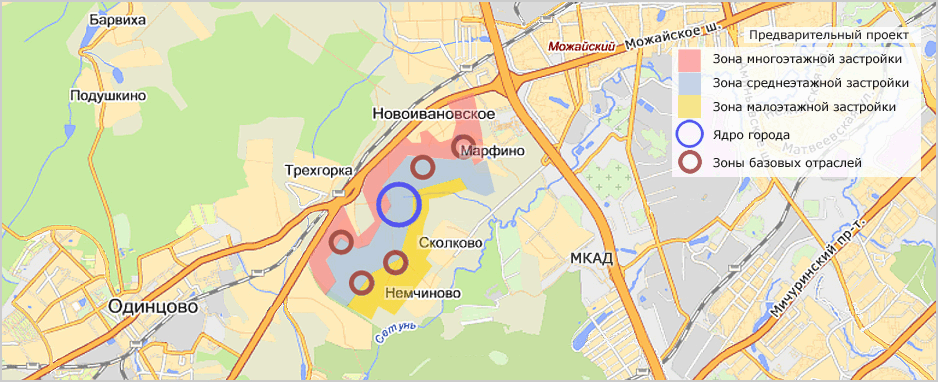 Барвиха
Подушкино
Можайский
Можайское ш.
Предварительный проект
Зона многоэтажной застройки
Зона среднеэтажной застройки
Зона малоэтажной застройки
Ядро города
Зоны базовых отраслей
Матвеевская
Новоивановское
Марфино
Трехгорка
Сколково
МКАД
Немчиново
Одинцово
Сетунь
Мичуринский пр-т.